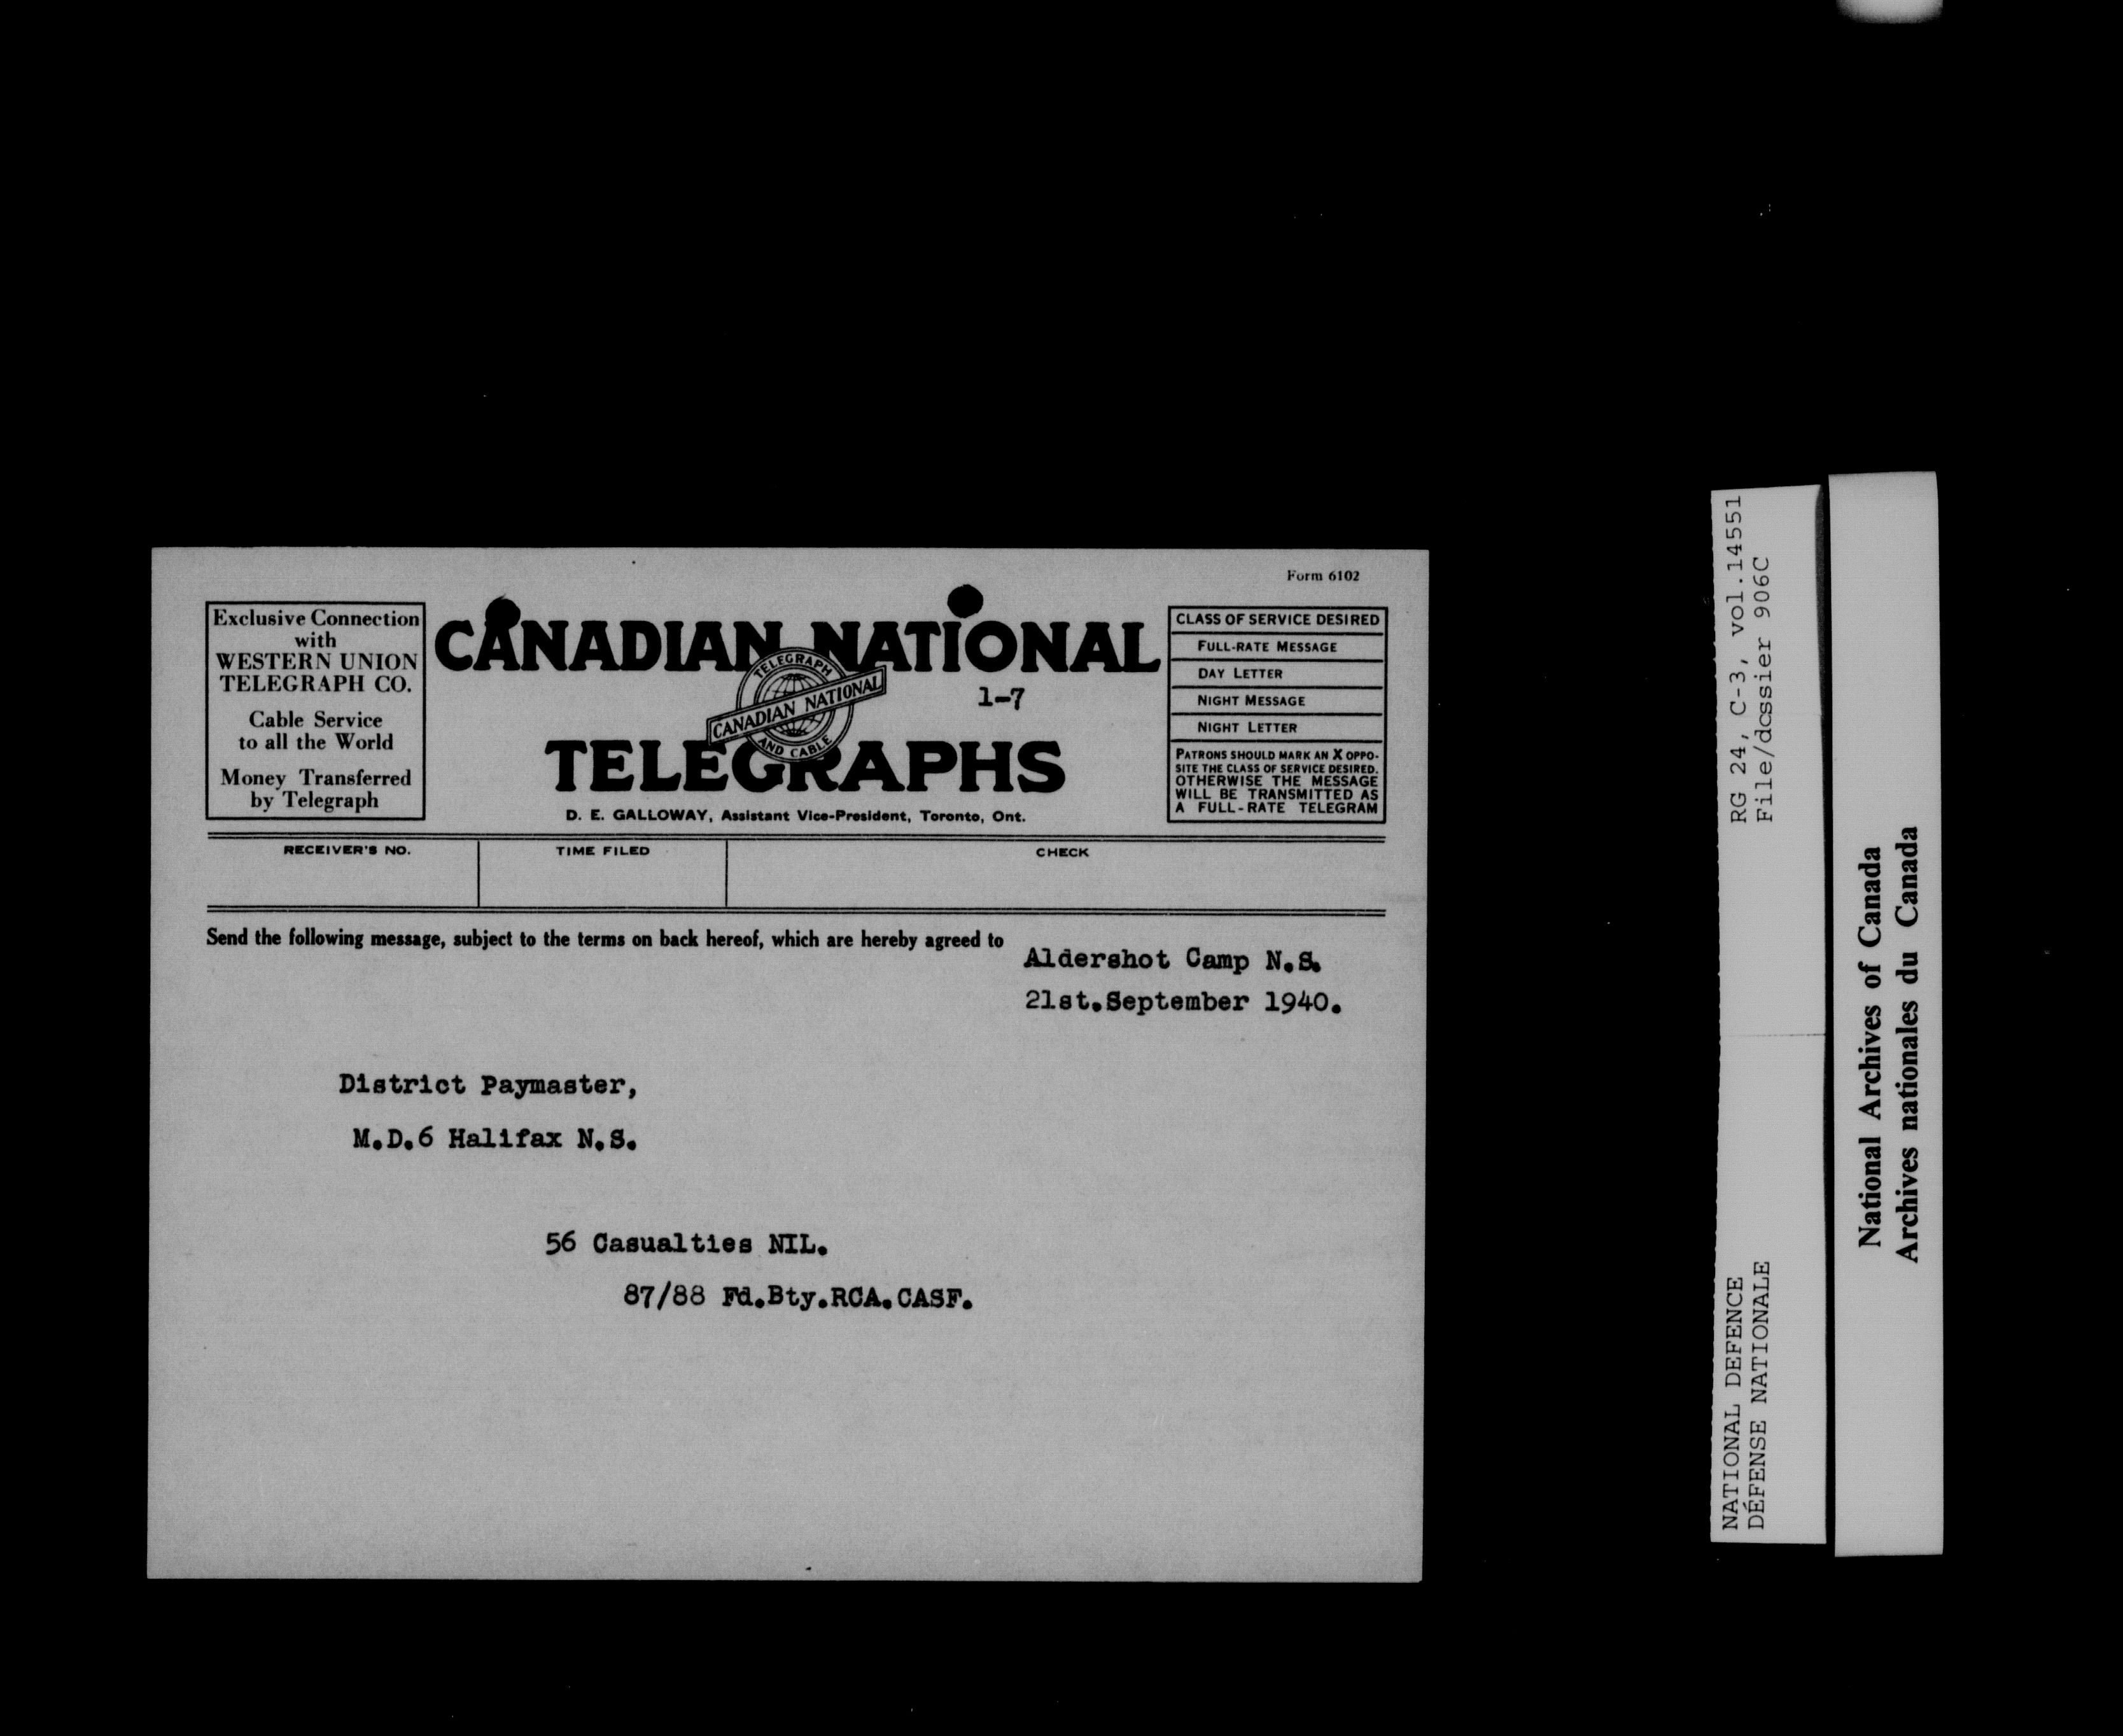 Form 6102
Exclusive Connection
with
WESTERN UNION
TELEGRAPH CO.
Cable Service
to all the World
Money Transferred
by Telegraph
CANADIAN NATIONAL
TELEGRAPH
CANADIAN NATIONAL
AND CABLE
1-7
TELEGRAPHS
D. E. GALLOWAY, Assistant Vice-President, Toronto, Ont.
CLASS OF SERVICE DESIRED
FULL-RATE MESSAGE
DAY LETTER
NIGHT MESSAGE
NIGHT LETTER
PATRONS SHOULD MARK AN X OPPO-
SITE THE CLASS OF SERVICE DESIRED.
OTHERWISE THE MESSAGE
WILL BE TRANSMITTED AS
A FULL-RATE TELEGRAM
RECEIVER'S NO. TIME FILED CHECK
Send the following message, subject to the terms on back hereof, which are hereby agreed to
Aldershot Camp N.S.
21st.September 1940.
District Paymaster,
M.D.6 Halifax N.S.
56 Casualties NIL.
87/88 Fd.Bty.RCA.CASF.
NATIONAL DEFENCE RG 24, C-3, vol.14551
DÉFENSE NATIONALE File/dossier 906C
National Archives of Canada
Archives nationales du Canada